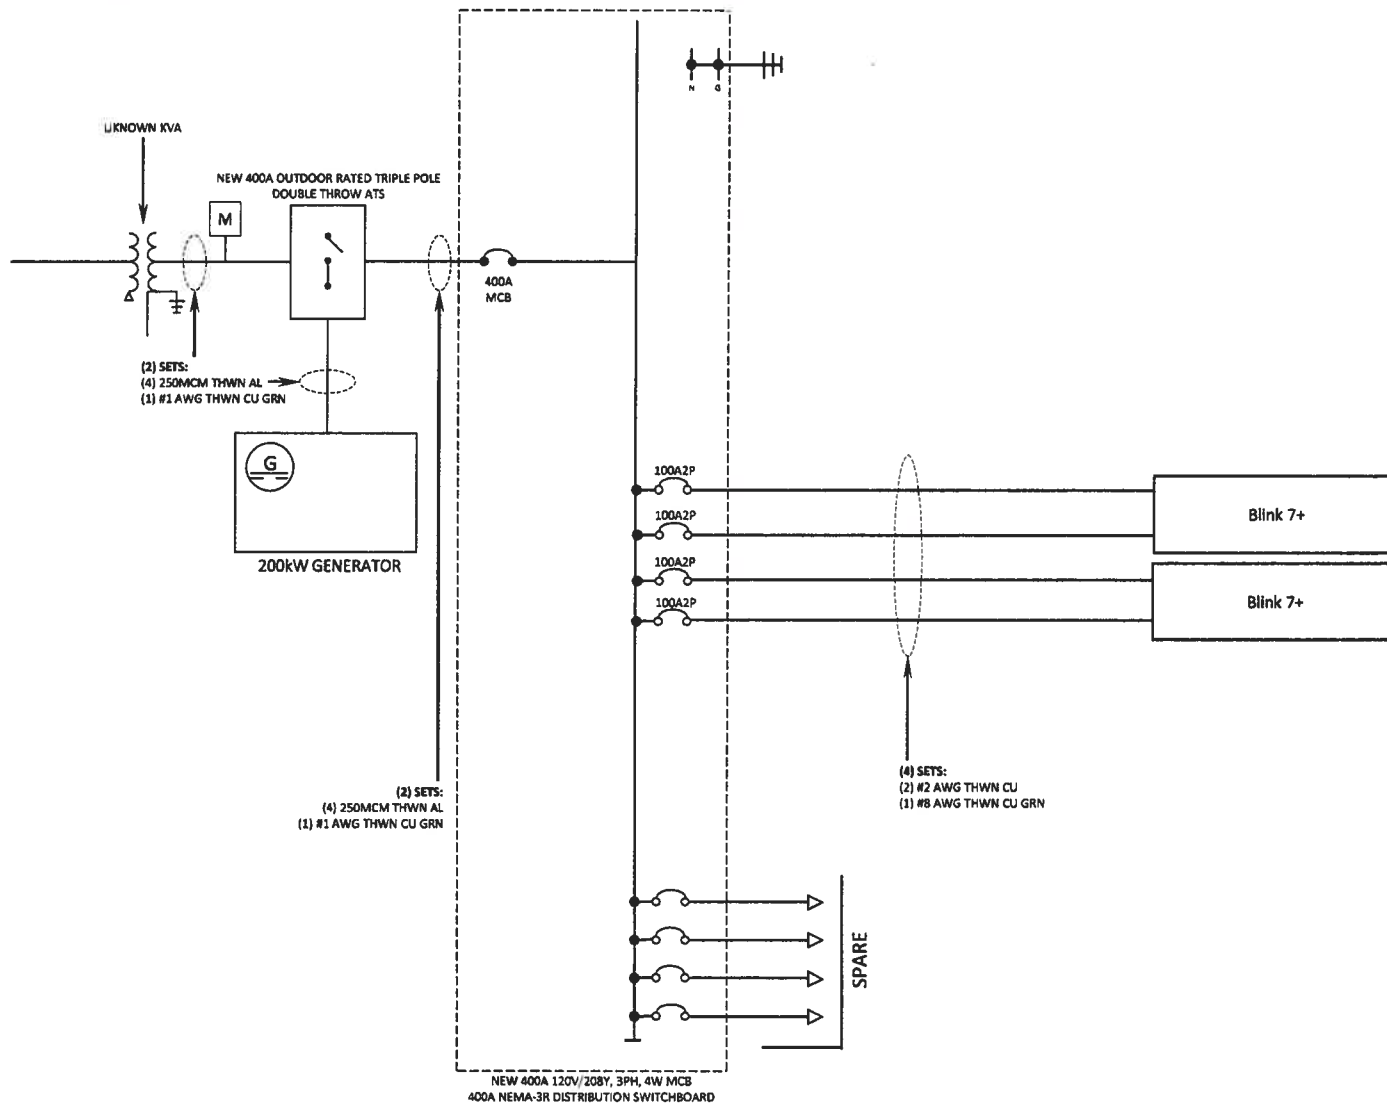 N G
UKNOWN KVA
NEW 400A OUTDOOR RATED TRIPLE POLE
DOUBLE THROW ATS
M
400A
MCB
(2) SETS:
(4) 250MCM THWN AL
(1) #1 AWG THWN CU GRN
G
200kW GENERATOR
100A2P
100A2P
100A2P
100A2P
Blink 7+
Blink 7+
(2) SETS:
(4) 250MCM THWN AL
(1) #1 AWG THWN CU GRN
(4) SETS:
(2) #2 AWG THWN CU
(1) #8 AWG THWN CU GRN
SPARE
NEW 400A 120V/208Y, 3PH, 4W MCB
400A NEMA-3R DISTRIBUTION SWITCHBOARD